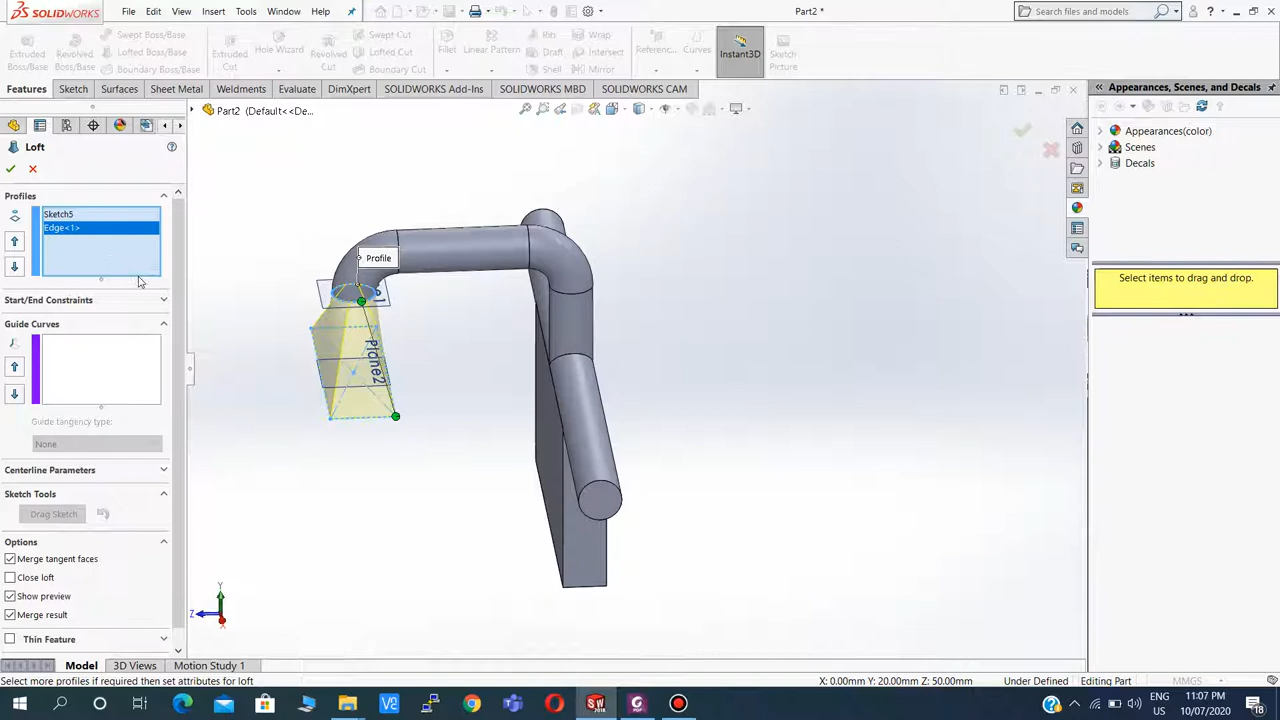 SOLIDWORKS
File Edit View Insert Tools Window Help
Part2 *
Search files and models
Extruded Boss/Base
Revolved Boss/Base
Swept Boss/Base
Lofted Boss/Base
Boundary Boss/Base
Extruded Cut
Hole Wizard
Revolved Cut
Swept Cut
Lofted Cut
Boundary Cut
Fillet
Linear Pattern
Rib
Draft
Shell
Wrap
Intersect
Mirror
Referenc...
Curves
Instant3D
Sketch Picture
Features Sketch Surfaces Sheet Metal Weldments Evaluate DimXpert SOLIDWORKS Add-Ins SOLIDWORKS MBD SOLIDWORKS CAM
Appearances, Scenes, and Decals
Part2 (Default<<De...
Appearances(color)
Scenes
Decals
Loft
Profiles
Sketch5
Edge<1>
Start/End Constraints
Guide Curves
Guide tangency type:
None
Centerline Parameters
Sketch Tools
Drag Sketch
Options
Merge tangent faces
Close loft
Show preview
Merge result
Thin Feature
Profile
Plane2
Y
Z
X
Select items to drag and drop.
Model 3D Views Motion Study 1
Select more profiles if required then set attributes for loft
X: 0.00mm Y: 20.00mm Z: 50.00mm
Under Defined
Editing Part
MMGS
ENG
US
11:07 PM
10/07/2020
18